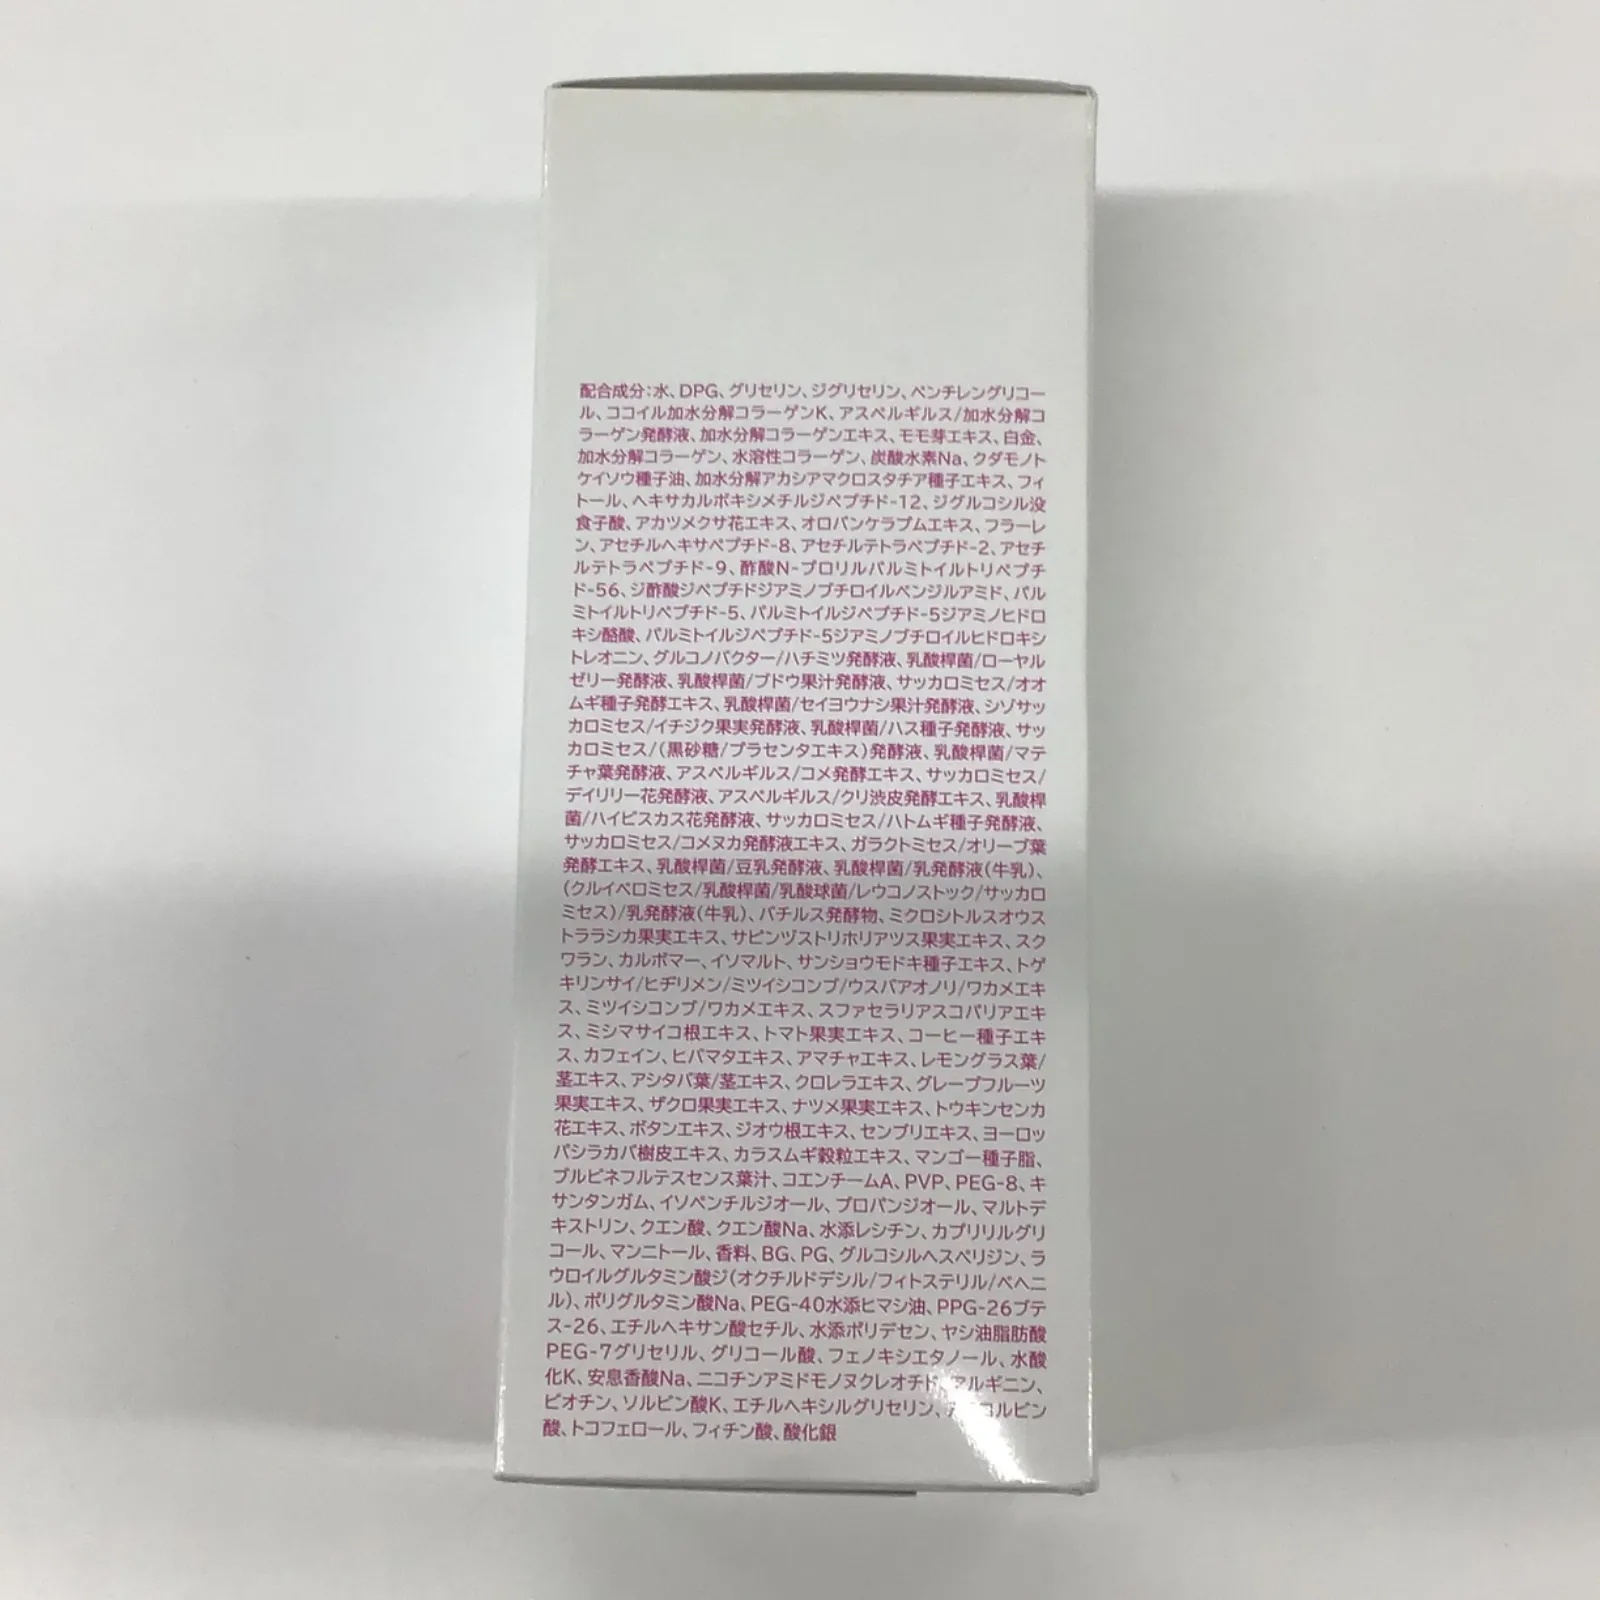 配合成分：水、DPG、グリセリン、ジグリセリン、ペンチレングリコー
ル、ココイル加水分解コラーゲンK、アスペルギルス/加水分解コ
ラーゲン発酵液、加水分解コラーゲンエキス、モモ芽エキス、白金、
加水分解コラーゲン、水溶性コラーゲン、炭酸水素Na、クダモノト
ケイソウ種子油、加水分解アカシアマクロスタチア種子エキス、フィ
トール、ヘキサカルボキシメチルジペプチド-12、ジグルコシル没
食子酸、アカツメクサ花エキス、オロバンケラプムエキス、フラーレ
ン、アセチルヘキサペプチド-8、アセチルテトラペプチド-2、アセチ
ルテトラペプチド-9、酢酸N-プロリルパルミトイルトリペプチ
ド-56、ジ酢酸ジペプチドジアミノブチロイルベンジルアミド、パル
ミトイルトリペプチド-5、パルミトイルジペプチド-5ジアミノヒドロ
キシ酪酸、パルミトイルジペプチド-5ジアミノブチロイルヒドロキシ
トレオニン、グルコノバクター/ハチミツ発酵液、乳酸桿菌/ローヤル
ゼリー発酵液、乳酸桿菌/ブドウ果汁発酵液、サッカロミセス/オオ
ムギ種子発酵エキス、乳酸桿菌/セイヨウナシ果汁発酵液、シゾサッ
カロミセス/イチジク果実発酵液、乳酸桿菌/ハス種子発酵液、サッ
カロミセス/(黒砂糖/プラセンタエキス)発酵液、乳酸桿菌/マテ
チャ葉発酵液、アスペルギルス/コメ発酵エキス、サッカロミセス/
デイリリー花発酵液、アスペルギルス/クリ渋皮発酵エキス、乳酸桿
菌/ハイビスカス花発酵液、サッカロミセス/ハトムギ種子発酵液、
サッカロミセス/コメヌカ発酵液エキス、ガラクトミセス/オリーブ葉
発酵エキス、乳酸桿菌/豆乳発酵液、乳酸桿菌/乳発酵液(牛乳)、
(クルイベロミセス/乳酸桿菌/乳酸球菌/レウコノストック/サッカロ
ミセス)/乳発酵液(牛乳)、バチルス発酵物、ミクロシトルスオウス
トララシカ果実エキス、サピンヅストリホリアツス果実エキス、スク
ワラン、カルボマー、イソマルト、サンショウモドキ種子エキス、トゲ
キリンサイ/ヒヂリメン/ミツイシコンブ/ウスバアオノリ/ワカメエキ
ス、ミツイシコンブ/ワカメエキス、スファセラリアスコパリアエキ
ス、ミシマサイコ根エキス、トマト果実エキス、コーヒー種子エキ
ス、カフェイン、ヒバマタエキス、アマチャエキス、レモングラス葉/
茎エキス、アシタバ葉/茎エキス、クロレラエキス、グレープフルーツ
果実エキス、ザクロ果実エキス、ナツメ果実エキス、トウキンセンカ
花エキス、ボタンエキス、ジオウ根エキス、センブリエキス、ヨーロッ
パシラカバ樹皮エキス、カラスムギ穀粒エキス、マンゴー種子脂、
ブルビネフルテスセンス葉汁、コエンチームA、PVP、PEG-8、キ
サンタンガム、イソペンチルジオール、プロパンジオール、マルトデ
キストリン、クエン酸、クエン酸Na、水添レシチン、カプリリルグリ
コール、マンニトール、香料、BG、PG、グルコシルヘスペリジン、ラ
ウロイルグルタミン酸ジ(オクチルドデシル/フィトステリル/ベヘニ
ル)、ポリグルタミン酸Na、PEG-40水添ヒマシ油、PPG-26ブテ
ス-26、エチルヘキサン酸セチル、水添ポリデセン、ヤシ油脂肪酸
PEG-7グリセリル、グリコール酸、フェノキシエタノール、水酸
化K、安息香酸Na、ニコチンアミドモノヌクレオチド、アルギニン、
ビオチン、ソルビン酸K、エチルヘキシルグリセリン、アスコルビン
酸、トコフェロール、フィチン酸、酸化銀